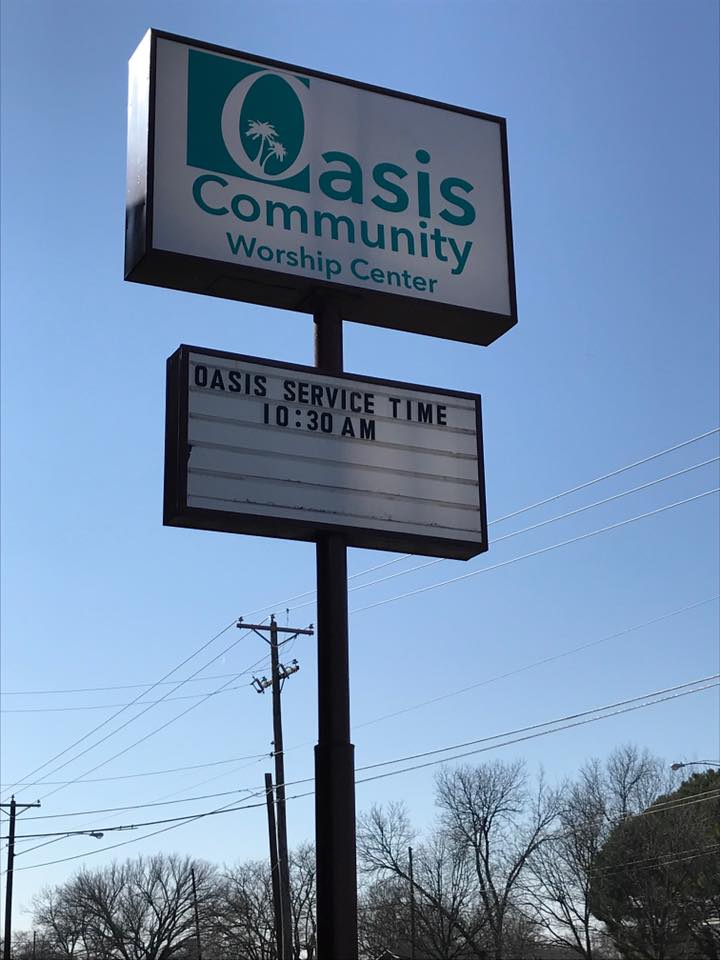 Oasis
Community
Worship Center
OASIS SERVICE TIME
10:30 AM